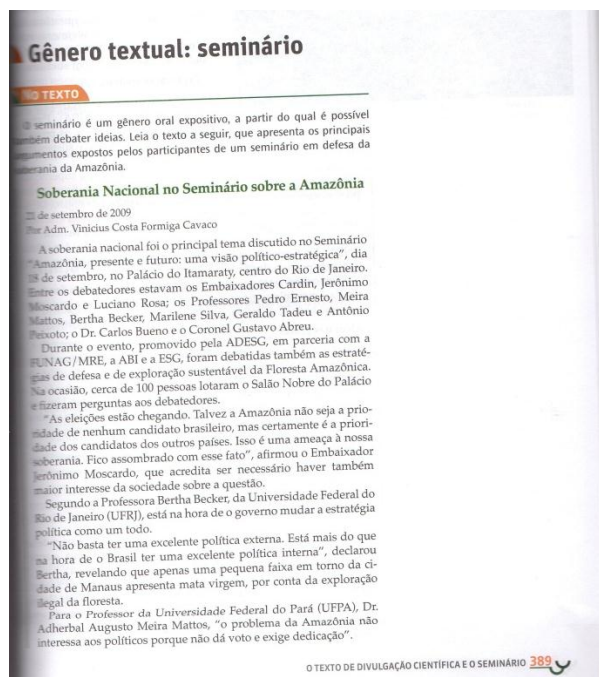 Gênero textual: seminário
NO TEXTO
O seminário é um gênero oral expositivo, a partir do qual é possível
também debater ideias. Leia o texto a seguir, que apresenta os principais
argumentos expostos pelos participantes de um seminário em defesa da
soberania da Amazônia.
Soberania Nacional no Seminário sobre a Amazônia
de setembro de 2009
Por Adm. Vinicius Costa Formiga Cavaco
A soberania nacional foi o principal tema discutido no Seminário
"Amazônia, presente e futuro: uma visão político-estratégica", dia
18 de setembro, no Palácio do Itamaraty, centro do Rio de Janeiro.
Entre os debatedores estavam os Embaixadores Cardin, Jerônimo
Moscardo e Luciano Rosa; os Professores Pedro Ernesto, Meira
Mattos, Bertha Becker, Marilene Silva, Geraldo Tadeu e Antônio
Peixoto; o Dr. Carlos Bueno e o Coronel Gustavo Abreu.
Durante o evento, promovido pela ADESG, em parceria com a
FUNAG/MRE, a ABI e a ESG, foram debatidas também as estraté-
gias de defesa e de exploração sustentável da Floresta Amazônica.
Na ocasião, cerca de 100 pessoas lotaram o Salão Nobre do Palácio
e fizeram perguntas aos debatedores.
"As eleições estão chegando. Talvez a Amazônia não seja a prio-
ridade de nenhum candidato brasileiro, mas certamente é a priori-
dade dos candidatos dos outros países. Isso é uma ameaça à nossa
soberania. Fico assombrado com esse fato", afirmou o Embaixador
Jerônimo Moscardo, que acredita ser necessário haver também
maior interesse da sociedade sobre a questão.
Segundo a Professora Bertha Becker, da Universidade Federal do
Rio de Janeiro (UFRJ), está na hora de o governo mudar a estratégia
política como um todo.
"Não basta ter uma excelente política externa. Está mais do que
na hora de o Brasil ter uma excelente política interna", declarou
Bertha, revelando que apenas uma pequena faixa em torno da ci-
dade de Manaus apresenta mata virgem, por conta da exploração
ilegal da floresta.
Para o Professor da Universidade Federal do Pará (UFPA), Dr.
Adherbal Augusto Meira Mattos, "o problema da Amazônia não
interessa aos políticos porque não dá voto e exige dedicação".
O TEXTO DE DIVULGAÇÃO CIENTÍFICA E O SEMINÁRIO 389